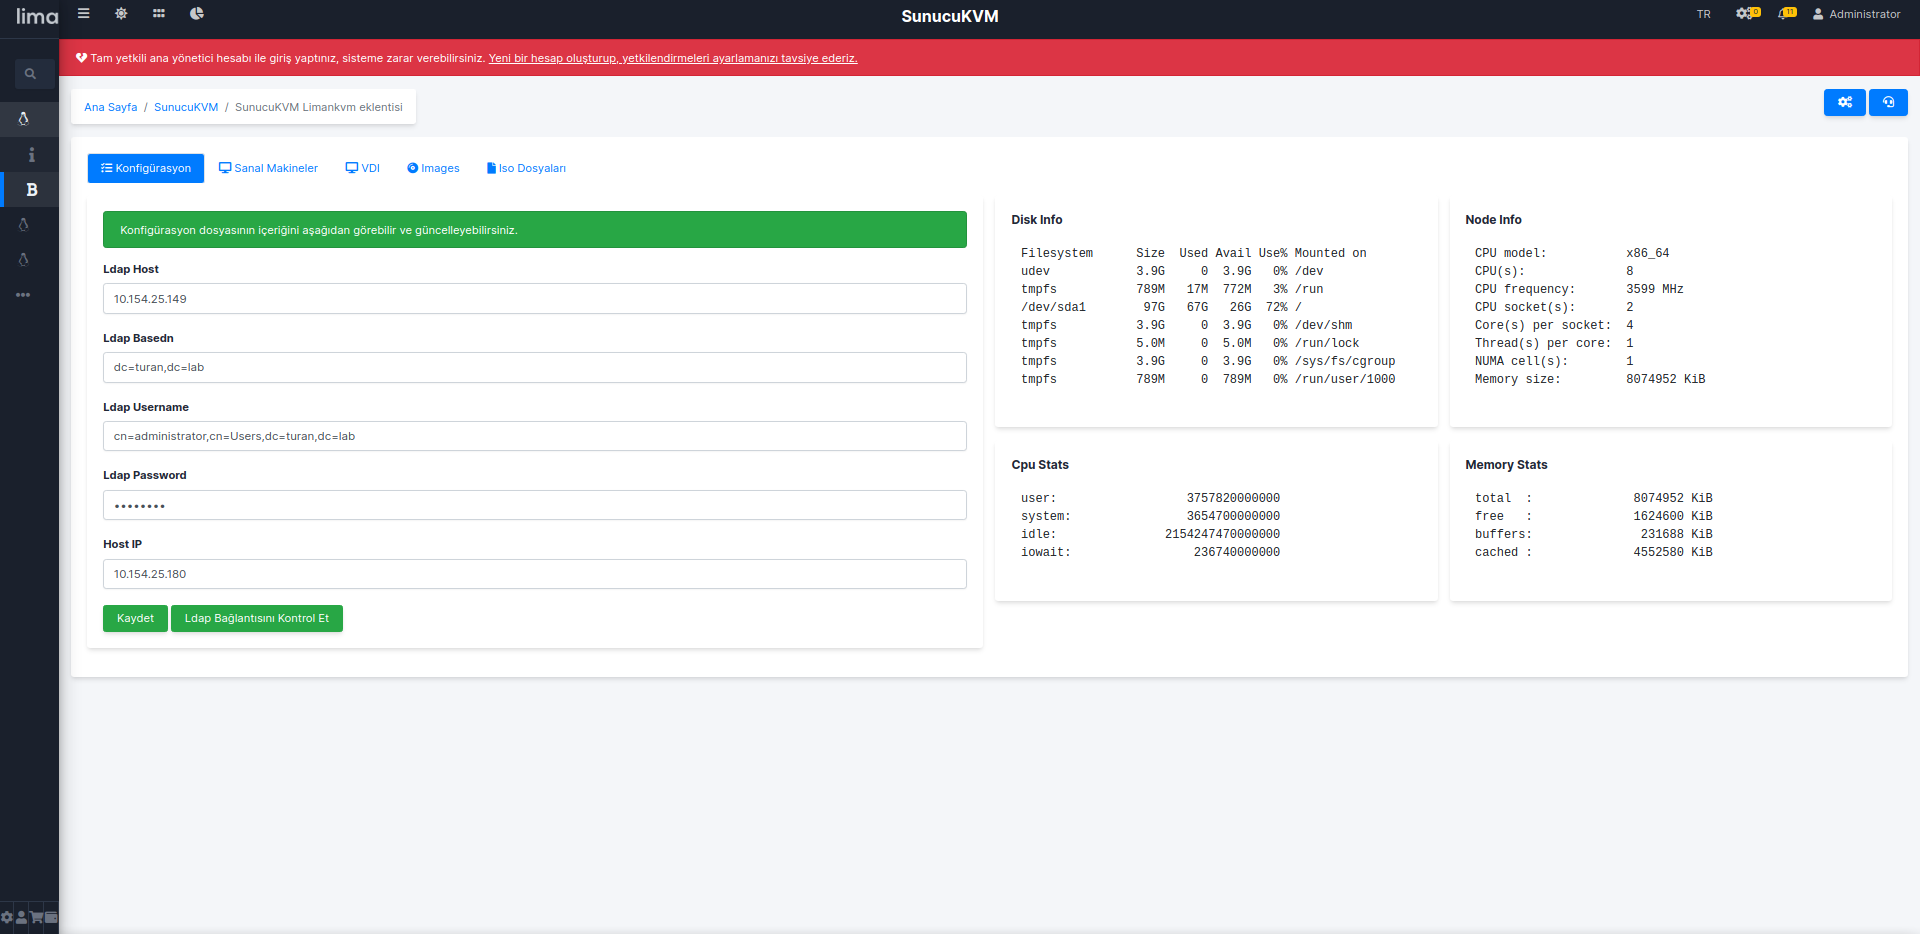 lima
SunucuKVM
TR
0
11
Administrator
Tam yetkili ana yönetici hesabı ile giriş yaptınız, sisteme zarar verebilirsiniz. Yeni bir hesap oluşturup, yetkilendirmeleri ayarlamanızı tavsiye ederiz.
Ana Sayfa / SunucuKVM / SunucuKVM Limankvm eklentisi
B
Konfigürasyon
Sanal Makineler
VDI
Images
Iso Dosyaları
Konfigürasyon dosyasının içeriğini aşağıdan görebilir ve güncelleyebilirsiniz.
Ldap Host
10.154.25.149
Ldap Basedn
dc=turan,dc=lab
Ldap Username
cn=administrator,cn=Users,dc=turan,dc=lab
Ldap Password
••••••••
Host IP
10.154.25.180
Kaydet
Ldap Bağlantısını Kontrol Et
Disk Info
Filesystem Size Used Avail Use% Mounted on
udev 3.9G 0 3.9G 0% /dev
tmpfs 789M 17M 772M 3% /run
/dev/sda1 97G 67G 26G 72% /
tmpfs 3.9G 0 3.9G 0% /dev/shm
tmpfs 5.0M 0 5.0M 0% /run/lock
tmpfs 3.9G 0 3.9G 0% /sys/fs/cgroup
tmpfs 789M 0 789M 0% /run/user/1000
Node Info
CPU model: x86_64
CPU(s): 8
CPU frequency: 3599 MHz
CPU socket(s): 2
Core(s) per socket: 4
Thread(s) per core: 1
NUMA cell(s): 1
Memory size: 8074952 KiB
Cpu Stats
user: 3757820000000
system: 3654700000000
idle: 2154247470000000
iowait: 236740000000
Memory Stats
total : 8074952 KiB
free : 1624600 KiB
buffers: 231688 KiB
cached : 4552580 KiB